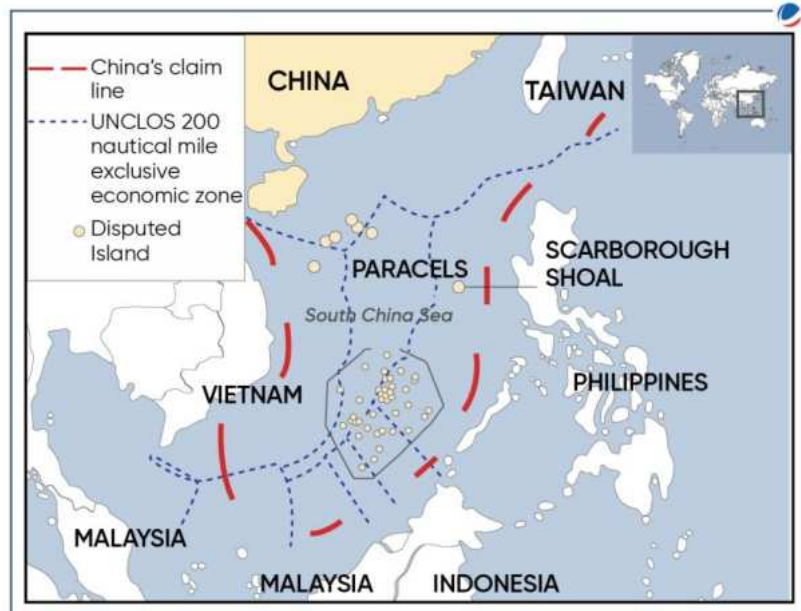 China's claim
line
UNCLOS 200
nautical mile
exclusive
economic zone
Disputed
Island
CHINA
TAIWAN
SCARBOROUGH
SHOAL
PARACELS
South China Sea
VIETNAM
PHILIPPINES
MALAYSIA
MALAYSIA
INDONESIA